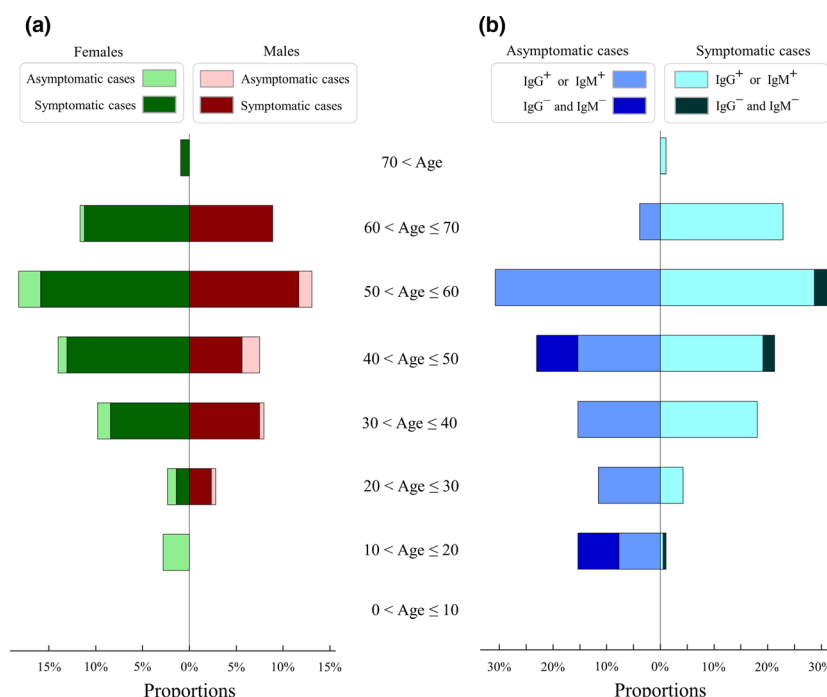 (a)
Females
Males
Asymptomatic cases
Asymptomatic cases
Symptomatic cases
Symptomatic cases
(b)
Asymptomatic cases
Symptomatic cases
IgG+ or IgM+
IgG+ or IgM+
IgG− and IgM−
IgG− and IgM−
70 < Age
60 < Age ≤ 70
50 < Age ≤ 60
40 < Age ≤ 50
30 < Age ≤ 40
20 < Age ≤ 30
10 < Age ≤ 20
0 < Age ≤ 10
15% 10% 5% 0% 5% 10% 15%
Proportions
30% 20% 10% 0% 10% 20% 30%
Proportions